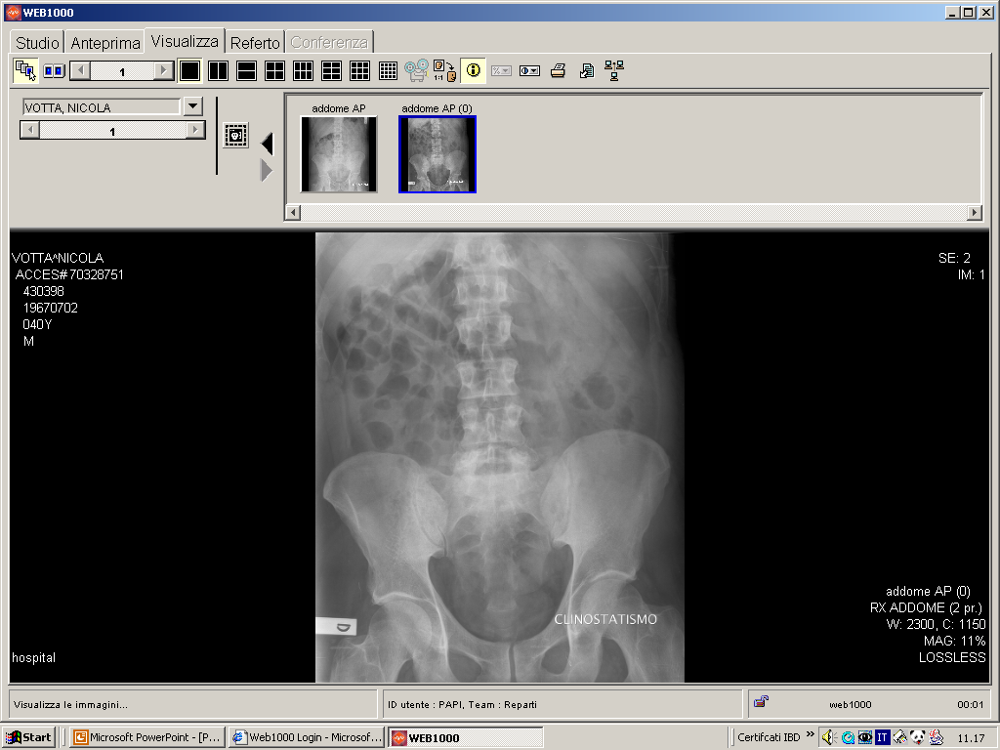 WEB1000
Studio Anteprima Visualizza Referto Conferenza
1 1:1 %
VOTTA, NICOLA
1
addome AP addome AP (0)
VOTTA^NICOLA
ACCES# 70328751
430398
19670702
040Y
M
SE: 2
IM: 1
D
CLINOSTATISMO
addome AP (0)
RX ADDOME (2 pr.)
W: 2300, C: 1150
MAG: 11%
LOSSLESS
hospital
Visualizza le immagini... ID utente : PAPI, Team : Reparti web1000 00:01
Start Microsoft PowerPoint - [P... Web1000 Login - Microsof... WEB1000 Certifcati IBD » IT 11.17